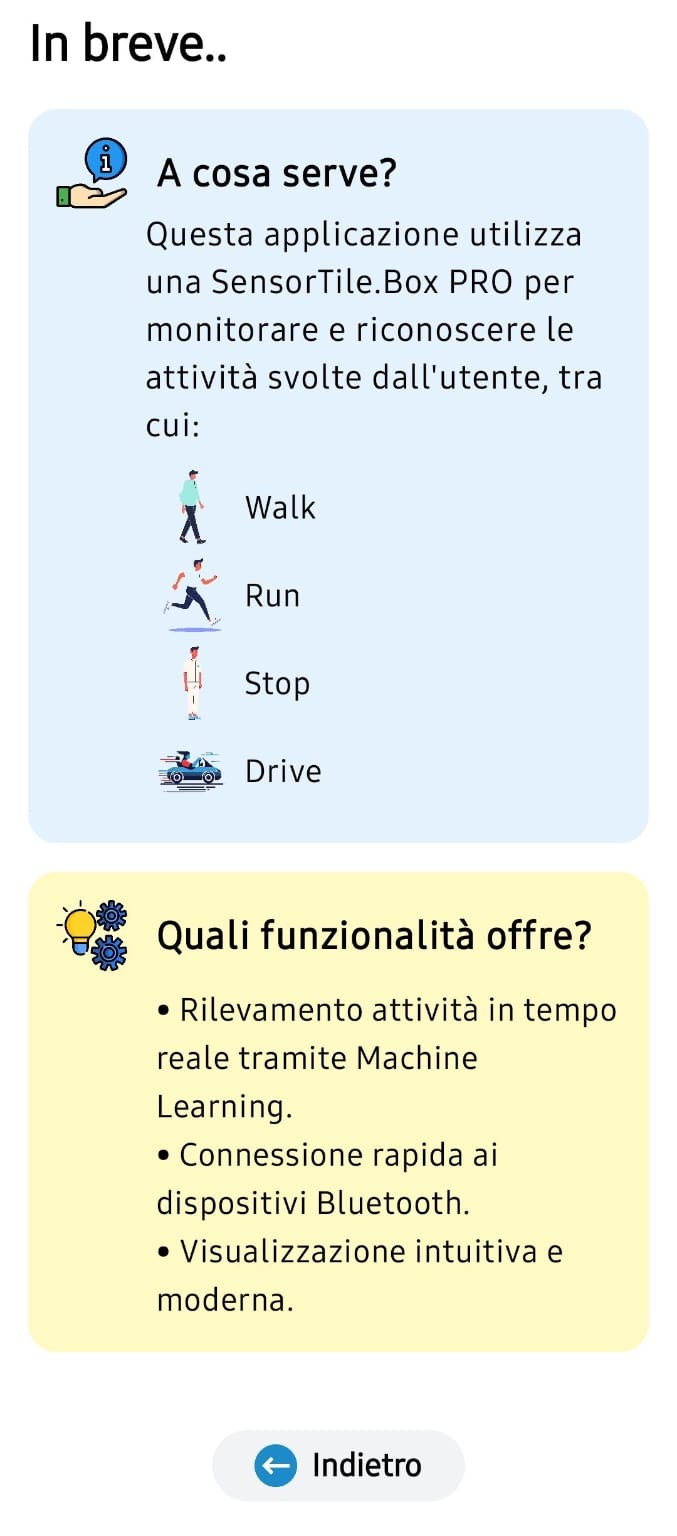 In breve..
A cosa serve?
Questa applicazione utilizza
una SensorTile.Box PRO per
monitorare e riconoscere le
attività svolte dall'utente, tra
cui:
Walk
Run
Stop
Drive
Quali funzionalità offre?
• Rilevamento attività in tempo
reale tramite Machine
Learning.
• Connessione rapida ai
dispositivi Bluetooth.
• Visualizzazione intuitiva e
moderna.
Indietro